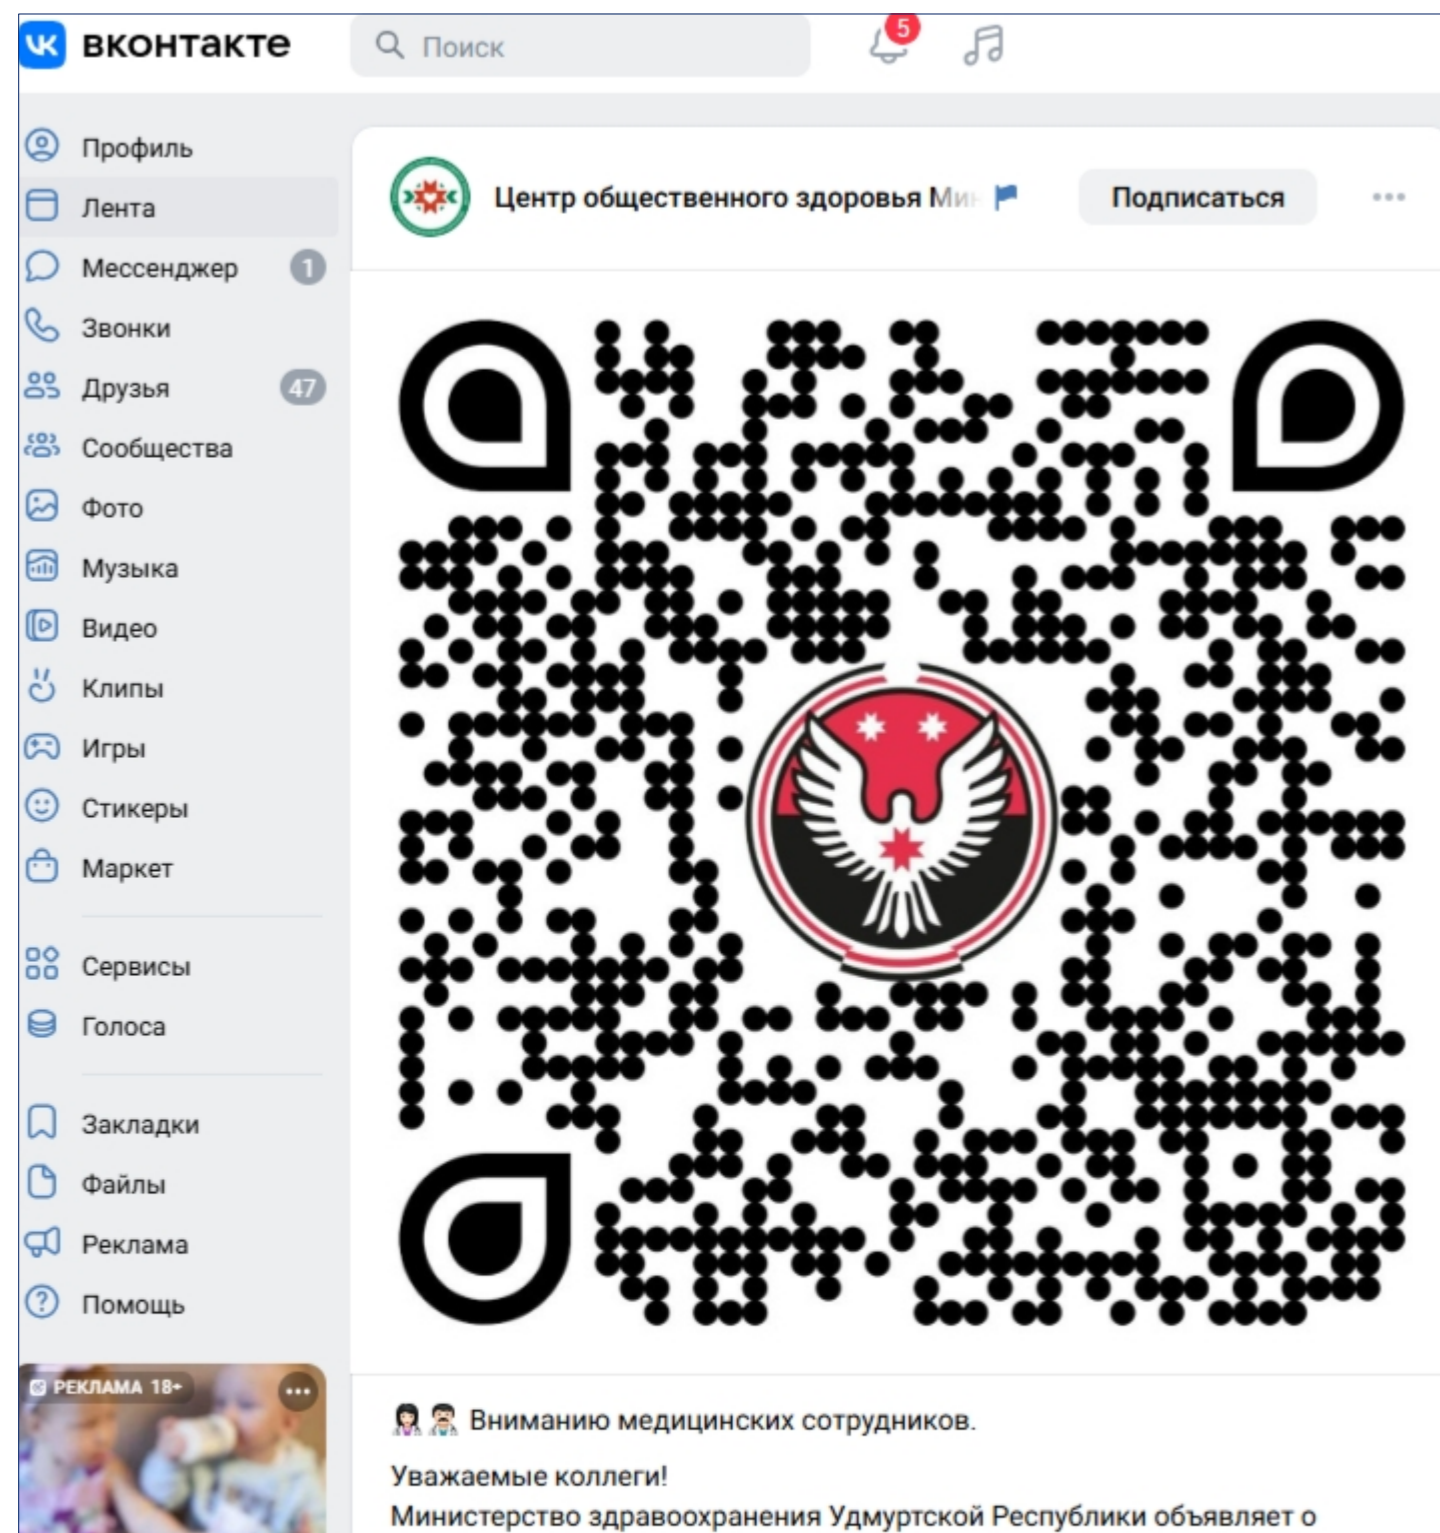 вконтакте
Поиск
5
Профиль
Лента
Мессенджер 1
Звонки
Друзья 47
Сообщества
Фото
Музыка
Видео
Клипы
Игры
Стикеры
Маркет
Сервисы
Голоса
Закладки
Файлы
Реклама
Помощь
РЕКЛАМА 18+
Центр общественного здоровья Мин
Подписаться
Вниманию медицинских сотрудников.
Уважаемые коллеги!
Министерство здравоохранения Удмуртской Республики объявляет о